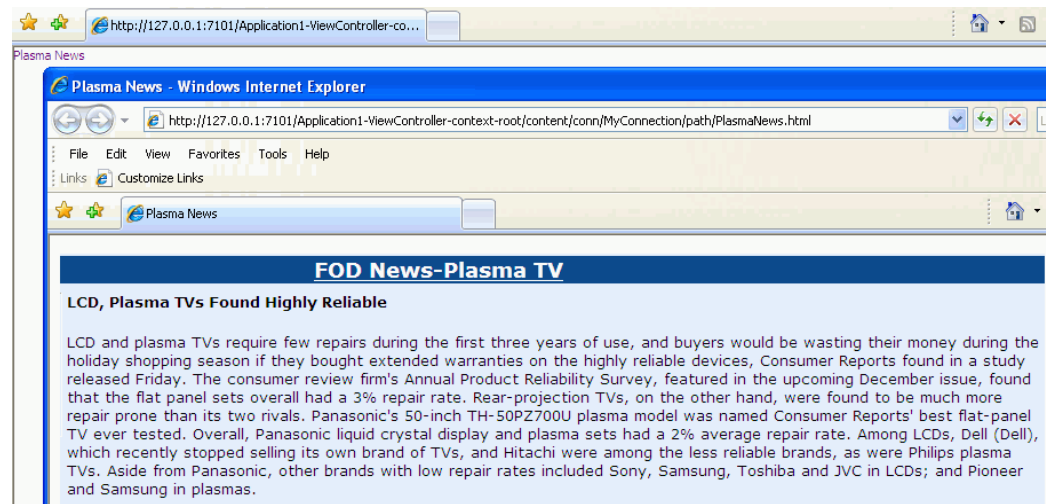 http://127.0.0.1:7101/Application1-ViewController-co...
Plasma News
Plasma News - Windows Internet Explorer
http://127.0.0.1:7101/Application1-ViewController-context-root/content/conn/MyConnection/path/PlasmaNews.html
File Edit View Favorites Tools Help
Links Customize Links
Plasma News
FOD News-Plasma TV
LCD, Plasma TVs Found Highly Reliable
LCD and plasma TVs require few repairs during the first three years of use, and buyers would be wasting their money during the
holiday shopping season if they bought extended warranties on the highly reliable devices, Consumer Reports found in a study
released Friday. The consumer review firm's Annual Product Reliability Survey, featured in the upcoming December issue, found
that the flat panel sets overall had a 3% repair rate. Rear-projection TVs, on the other hand, were found to be much more
repair prone than its two rivals. Panasonic's 50-inch TH-50PZ700U plasma model was named Consumer Reports' best flat-panel
TV ever tested. Overall, Panasonic liquid crystal display and plasma sets had a 2% average repair rate. Among LCDs, Dell (Dell),
which recently stopped selling its own brand of TVs, and Hitachi were among the less reliable brands, as were Philips plasma
TVs. Aside from Panasonic, other brands with low repair rates included Sony, Samsung, Toshiba and JVC in LCDs; and Pioneer
and Samsung in plasmas.